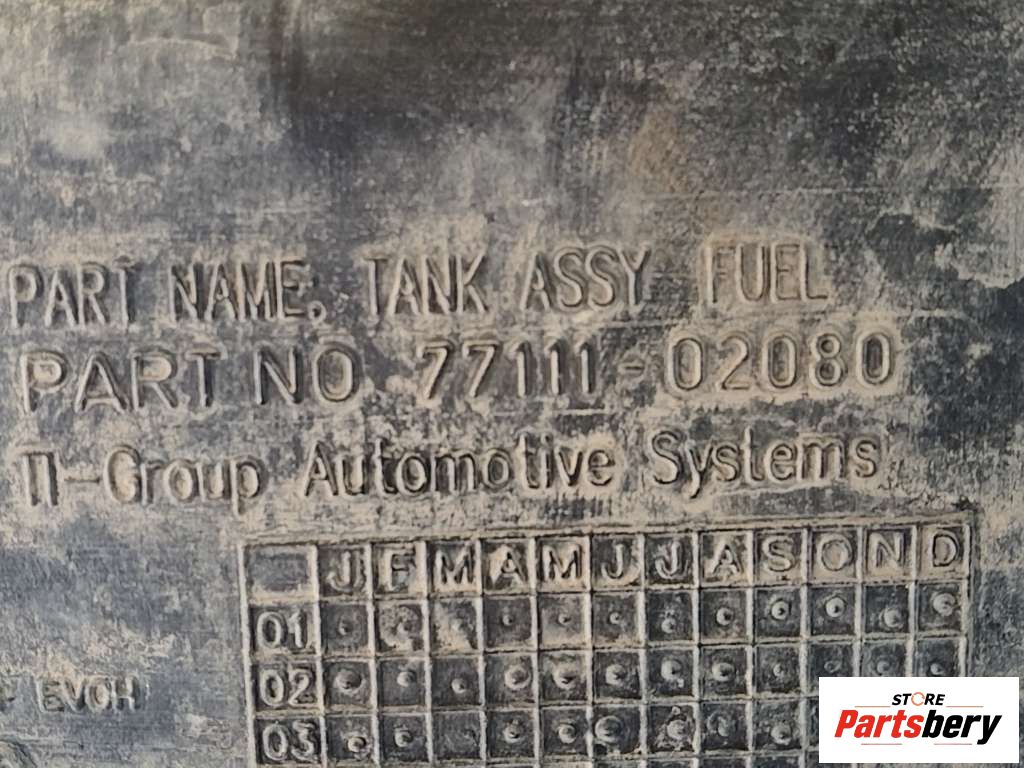 PART NAME: TANK ASSY FUEL
PART NO 77111-02080
TI-Group Automotive Systems
J F M A M J J A S O N D
01
02
EVOH
03
STORE
Partsbery